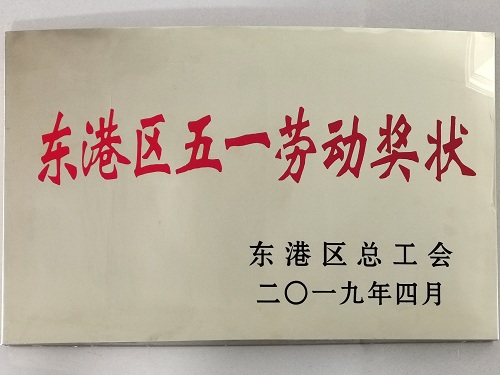 东港区五一劳动奖状
东港区总工会
二〇一九年四月